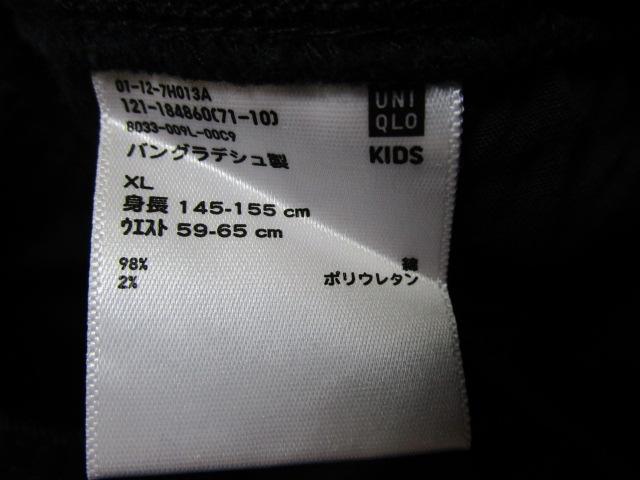 01-12-7H013A
121-184860(71-10)
8033-009L-00C9
バングラデシュ製
UNI
QLO
KIDS
XL
身長 145-155 cm
ウエスト 59-65 cm
98% 綿
2% ポリウレタン